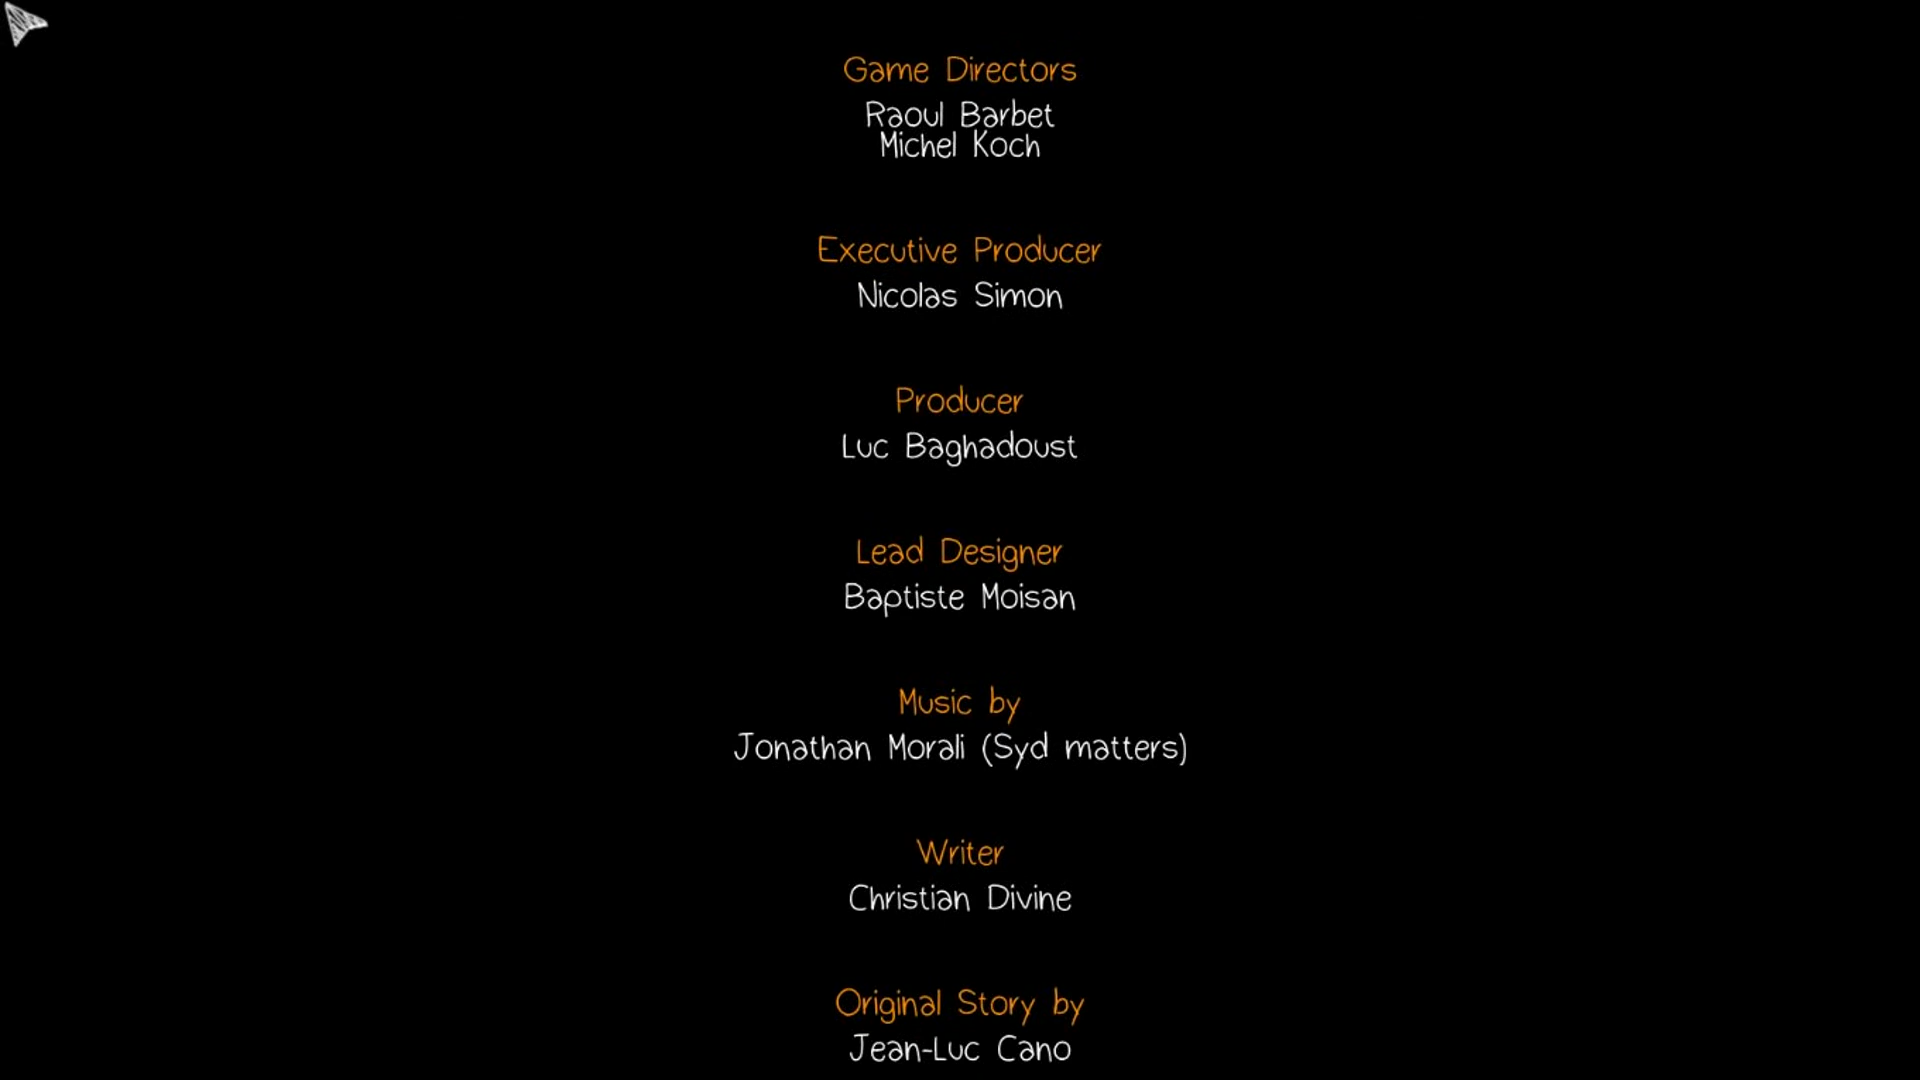 Game Directors
Raoul Barbet
Michel Koch
Executive Producer
Nicolas Simon
Producer
Luc Baghadoust
Lead Designer
Baptiste Moisan
Music by
Jonathan Morali (Syd matters)
Writer
Christian Divine
Original Story by
Jean-Luc Cano